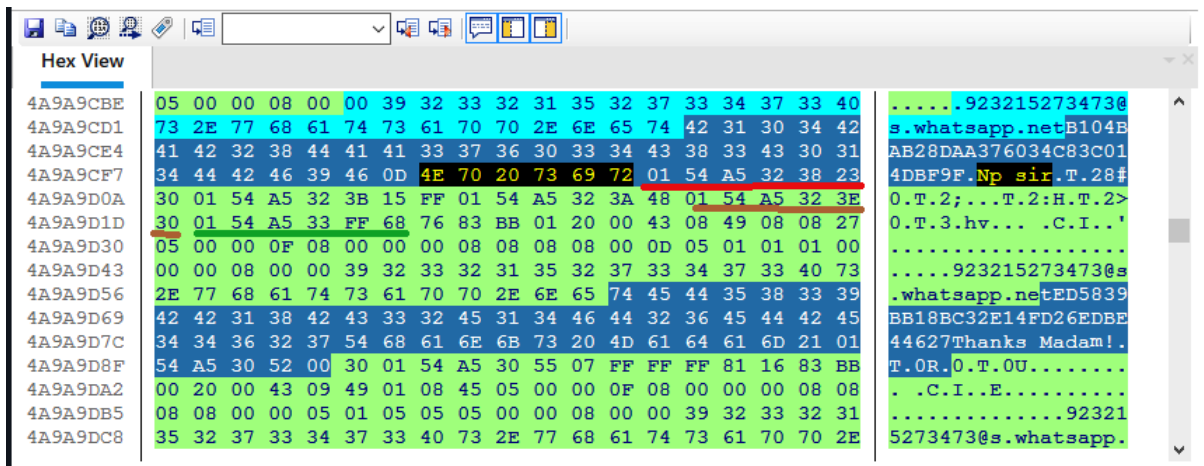 Hex View
4A9A9CBE 05 00 00 08 00 00 39 32 33 32 31 35 32 37 33 34 37 33 40 ......923215273473@
4A9A9CD1 73 2E 77 68 61 74 73 61 70 70 2E 6E 65 74 42 31 30 34 42 s.whatsapp.netB104B
4A9A9CE4 41 42 32 38 44 41 41 33 37 36 30 33 34 43 38 33 43 30 31 AB28DAA376034C83C01
4A9A9CF7 34 44 42 46 39 46 0D 4E 70 20 73 69 72 01 54 A5 32 38 23 4DBF9F.Np sir.T.28#
4A9A9D0A 30 01 54 A5 32 3B 15 FF 01 54 A5 32 3A 48 01 54 A5 32 3E 0.T.2;...T.2:H.T.2>
4A9A9D1D 30 01 54 A5 33 FF 68 76 83 BB 01 20 00 43 08 49 08 08 27 0.T.3.hv... .C.I..'
4A9A9D30 05 00 00 0F 08 00 00 00 08 08 08 08 00 0D 05 01 01 01 00 ...................
4A9A9D43 00 00 08 00 00 39 32 33 32 31 35 32 37 33 34 37 33 40 73 .....923215273473@s
4A9A9D56 2E 77 68 61 74 73 61 70 70 2E 6E 65 74 45 44 35 38 33 39 .whatsapp.netED5839
4A9A9D69 42 42 31 38 42 43 33 32 45 31 34 46 44 32 36 45 44 42 45 BB18BC32E14FD26EDBE
4A9A9D7C 34 34 36 32 37 54 68 61 6E 6B 73 20 4D 61 64 61 6D 21 01 44627Thanks Madam!.
4A9A9D8F 54 A5 30 52 00 30 01 54 A5 30 55 07 FF FF FF 81 16 83 BB T.0R.0.T.0U........
4A9A9DA2 00 20 00 43 09 49 01 08 45 05 00 00 0F 08 00 00 00 08 08 . .C.I..E..........
4A9A9DB5 08 08 00 00 05 01 05 05 05 00 00 08 00 00 39 32 33 32 31 ..............92321
4A9A9DC8 35 32 37 33 34 37 33 40 73 2E 77 68 61 74 73 61 70 70 2E 5273473@s.whatsapp.